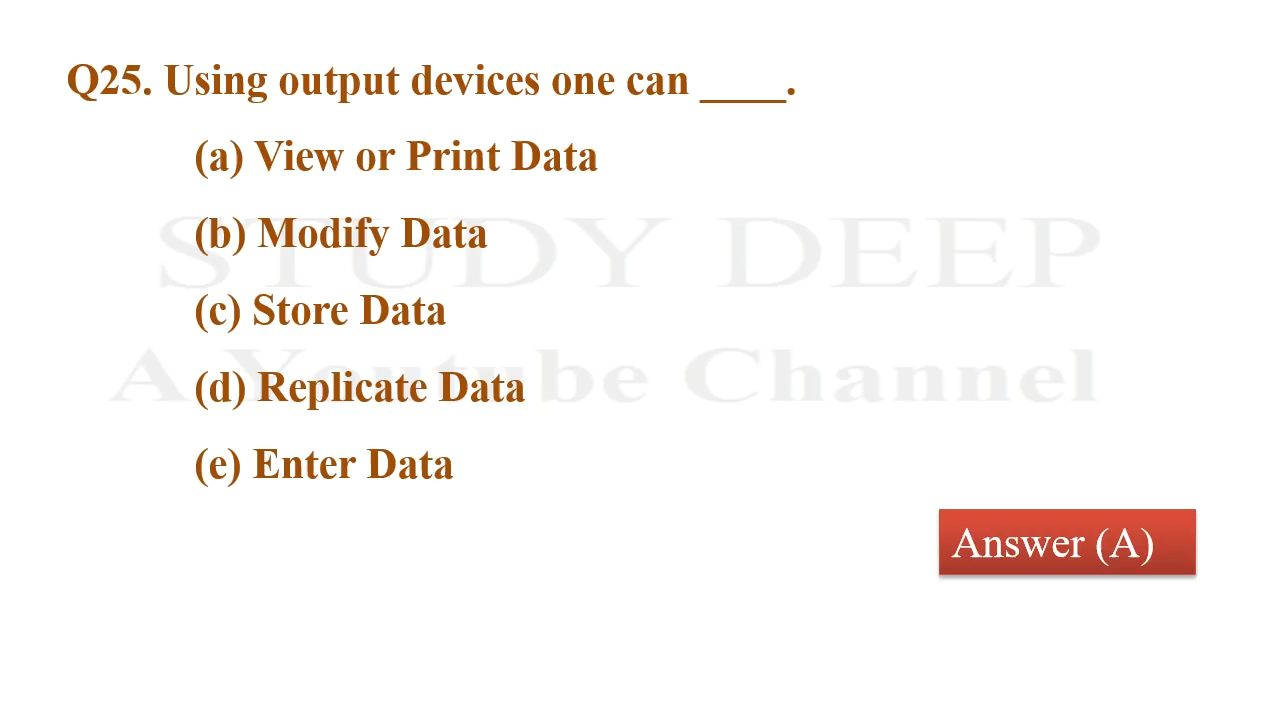 Q25. Using output devices one can ____.
(a) View or Print Data
STUDY DEEP
(b) Modify Data
(c) Store Data
A Youtube Channel
(d) Replicate Data
(e) Enter Data
Answer (A)